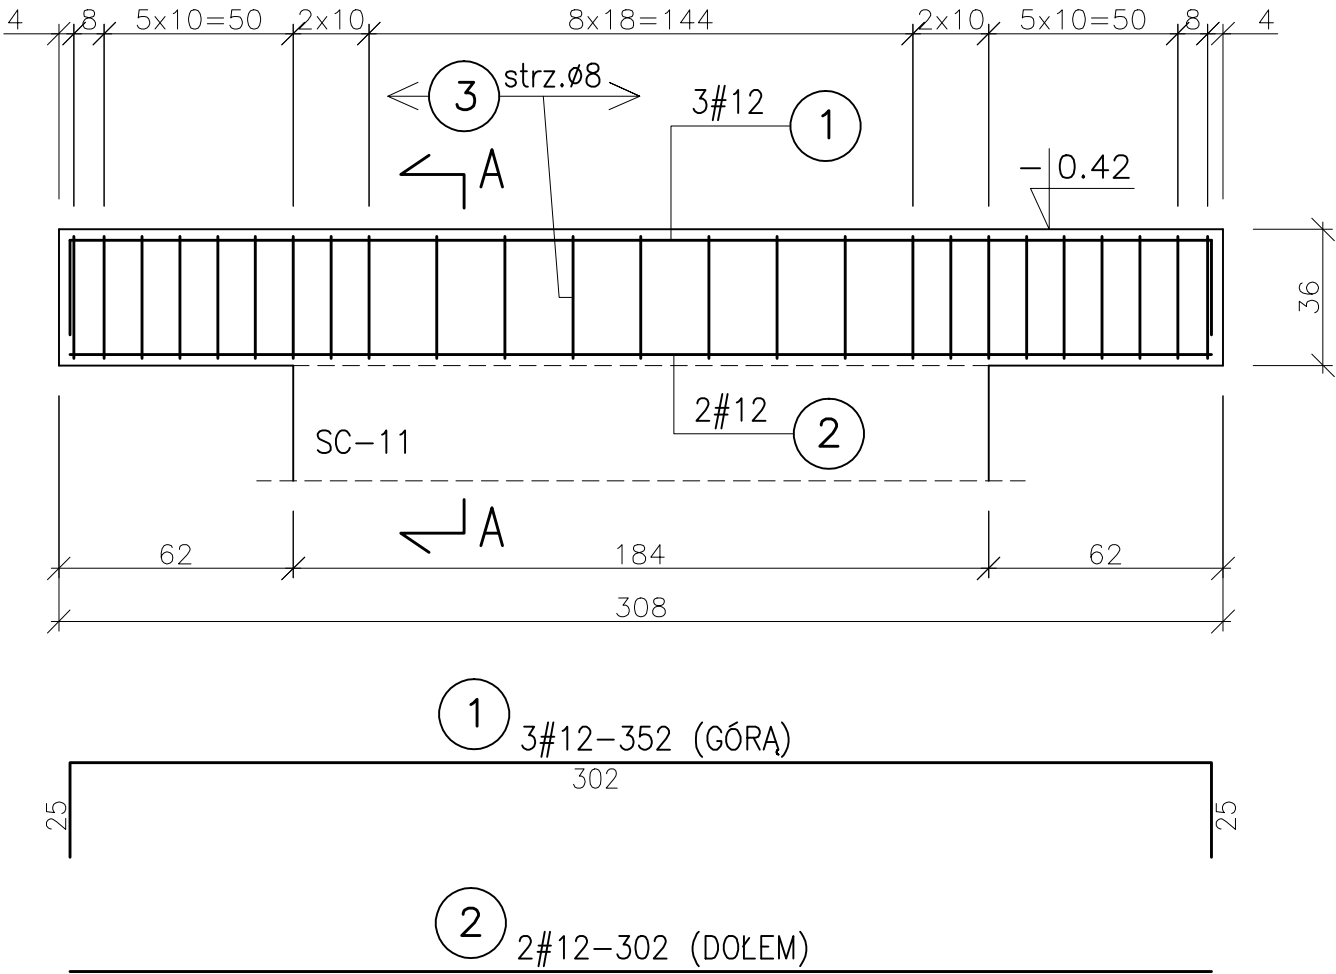 4 8 5x10=50 2x10 8x18=144 2x10 5x10=50 8 4
3 strz.ø8
3#12 1
A
- 0.42
36
2#12 2
SC-11
A
62 184 62
308
1 3#12-352 (GÓRĄ)
302
25 25
2 2#12-302 (DOŁEM)